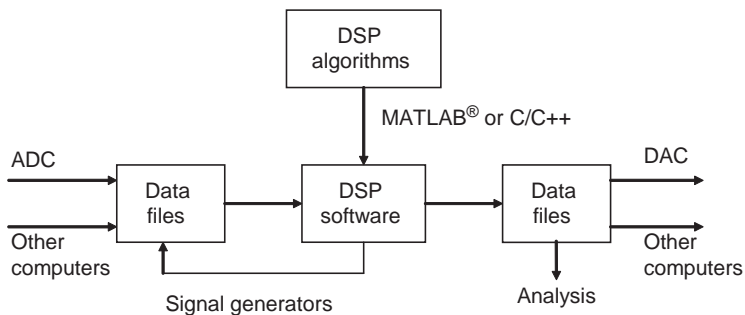 DSP
algorithms
MATLAB® or C/C++
ADC
DAC
Data
files
DSP
software
Data
files
Other
computers
Other
computers
Signal generators
Analysis